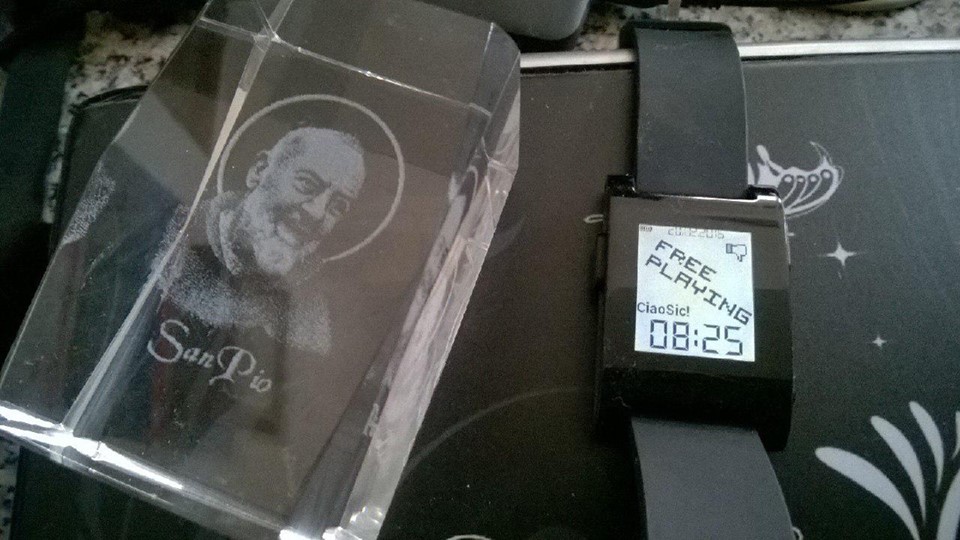 San Pio
FREE
PLAYING
CiaoSic!
08:25